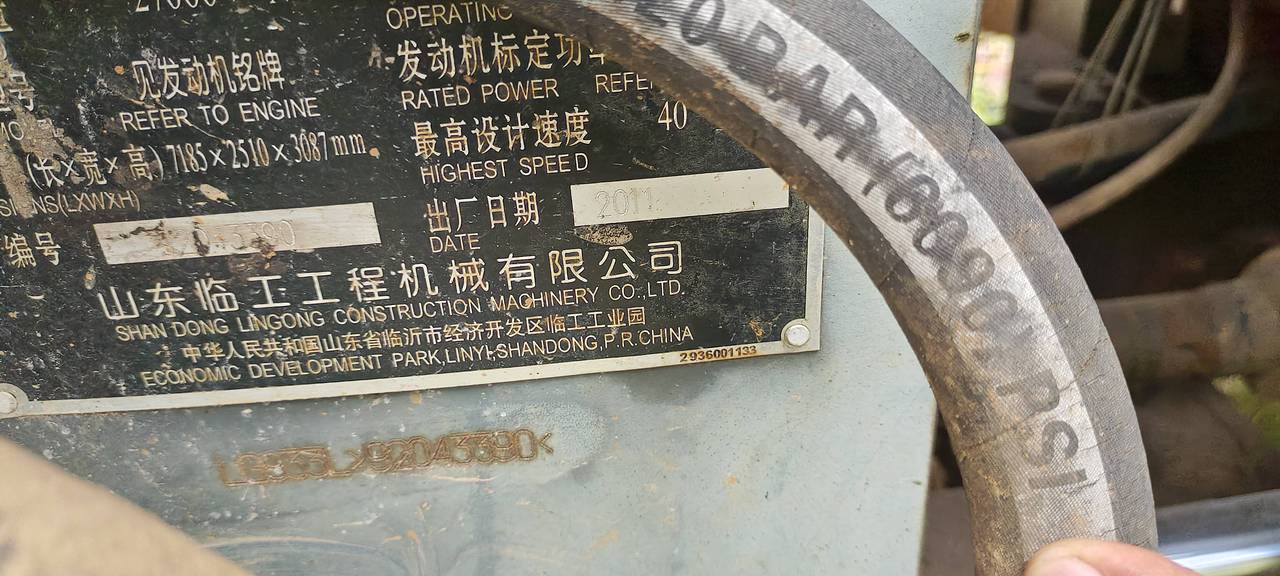 OPERATING
见发动机铭牌
REFER TO ENGINE
发动机标定功率
RATED POWER REFER
(长×宽×高) 7185×2510×3087mm
(LXWXH)
最高设计速度 40
HIGHEST SPEED
编号
出厂日期 2011
DATE
山东临工工程机械有限公司
SHANDONG LINGONG CONSTRUCTION MACHINERY CO.,LTD.
中华人民共和国山东省临沂市经济开发区临工工业园
ECONOMIC DEVELOPMENT PARK,LINYI,SHANDONG,P.R.CHINA
2936001133
20 BAR (6090 PSI